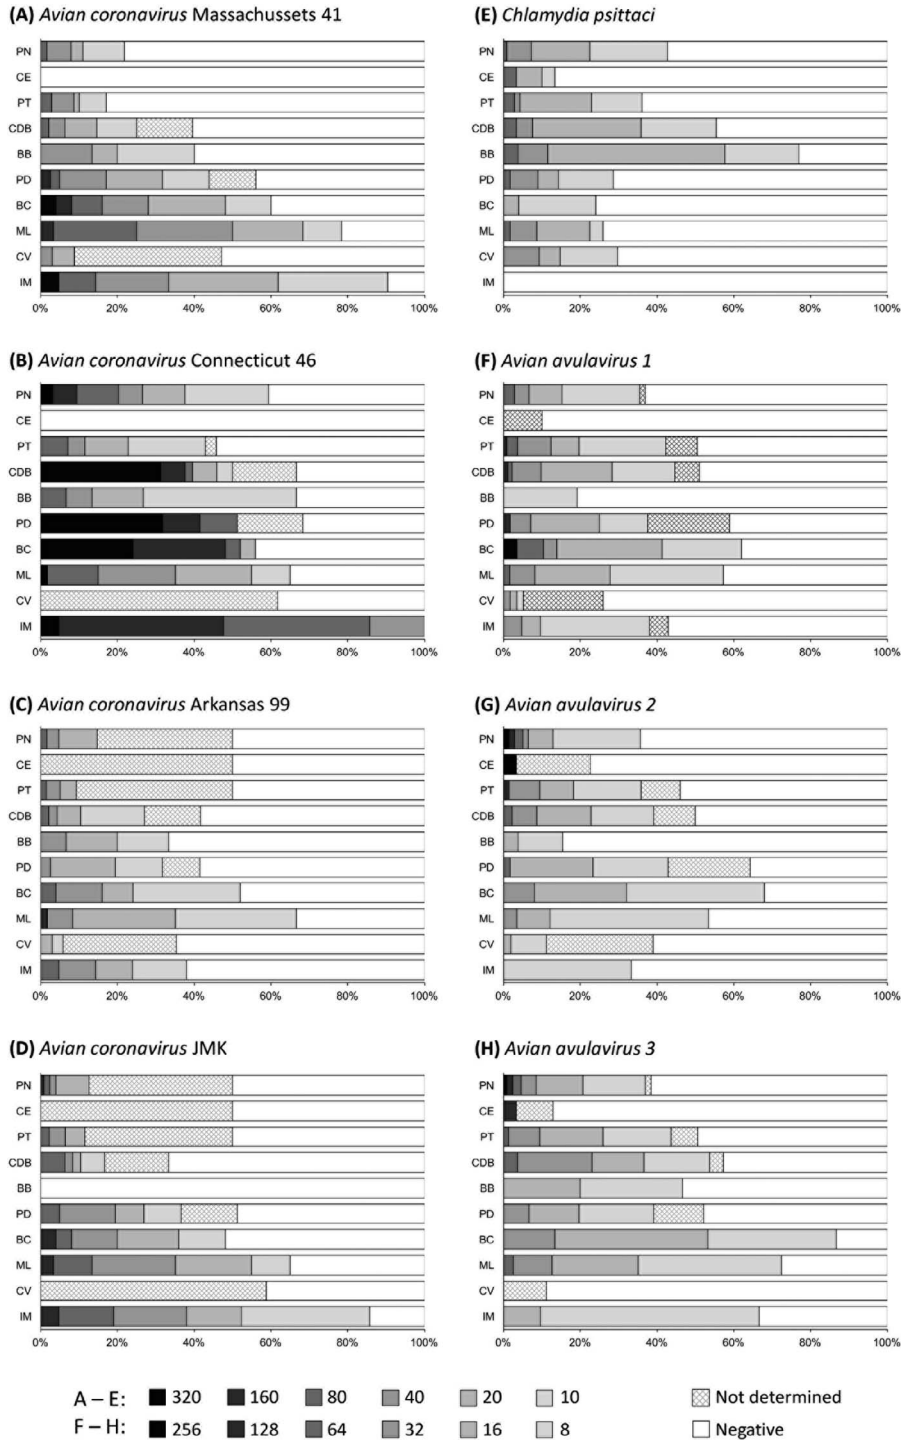 (A) Avian coronavirus Massachussets 41
PN
CE
PT
CDB
BB
PD
BC
ML
CV
IM
0% 20% 40% 60% 80% 100%
(B) Avian coronavirus Connecticut 46
PN
CE
PT
CDB
BB
PD
BC
ML
CV
IM
0% 20% 40% 60% 80% 100%
(C) Avian coronavirus Arkansas 99
PN
CE
PT
CDB
BB
PD
BC
ML
CV
IM
0% 20% 40% 60% 80% 100%
(D) Avian coronavirus JMK
PN
CE
PT
CDB
BB
PD
BC
ML
CV
IM
0% 20% 40% 60% 80% 100%
(E) Chlamydia psittaci
PN
CE
PT
CDB
BB
PD
BC
ML
CV
IM
0% 20% 40% 60% 80% 100%
(F) Avian avulavirus 1
PN
CE
PT
CDB
BB
PD
BC
ML
CV
IM
0% 20% 40% 60% 80% 100%
(G) Avian avulavirus 2
PN
CE
PT
CDB
BB
PD
BC
ML
CV
IM
0% 20% 40% 60% 80% 100%
(H) Avian avulavirus 3
PN
CE
PT
CDB
BB
PD
BC
ML
CV
IM
0% 20% 40% 60% 80% 100%
A – E: 320 160 80 40 20 10 Not determined
F – H: 256 128 64 32 16 8 Negative